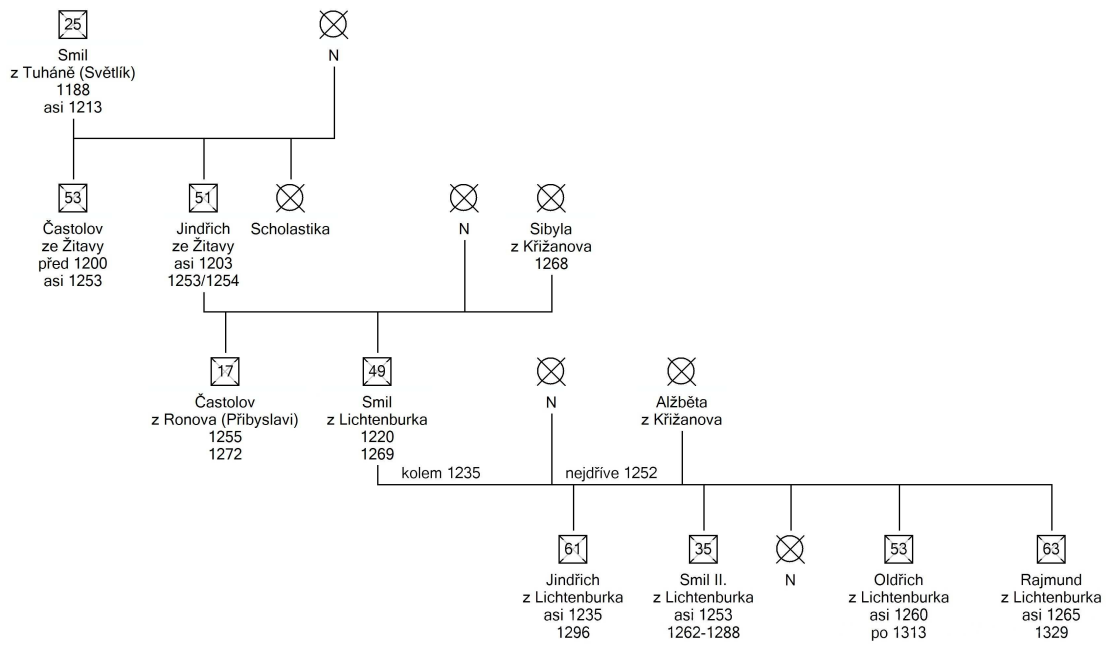 25
Smil
z Tuháně (Světlík)
1188
asi 1213
N
53
Častolov
ze Žitavy
před 1200
asi 1253
51
Jindřich
ze Žitavy
asi 1203
1253/1254
Scholastika
N
Sibyla
z Křižanova
1268
17
Častolov
z Ronova (Přibyslavi)
1255
1272
49
Smil
z Lichtenburka
1220
1269
N
Alžběta
z Křižanova
kolem 1235
nejdříve 1252
61
Jindřich
z Lichtenburka
asi 1235
1296
35
Smil II.
z Lichtenburka
asi 1253
1262-1288
N
53
Oldřich
z Lichtenburka
asi 1260
po 1313
63
Rajmund
z Lichtenburka
asi 1265
1329